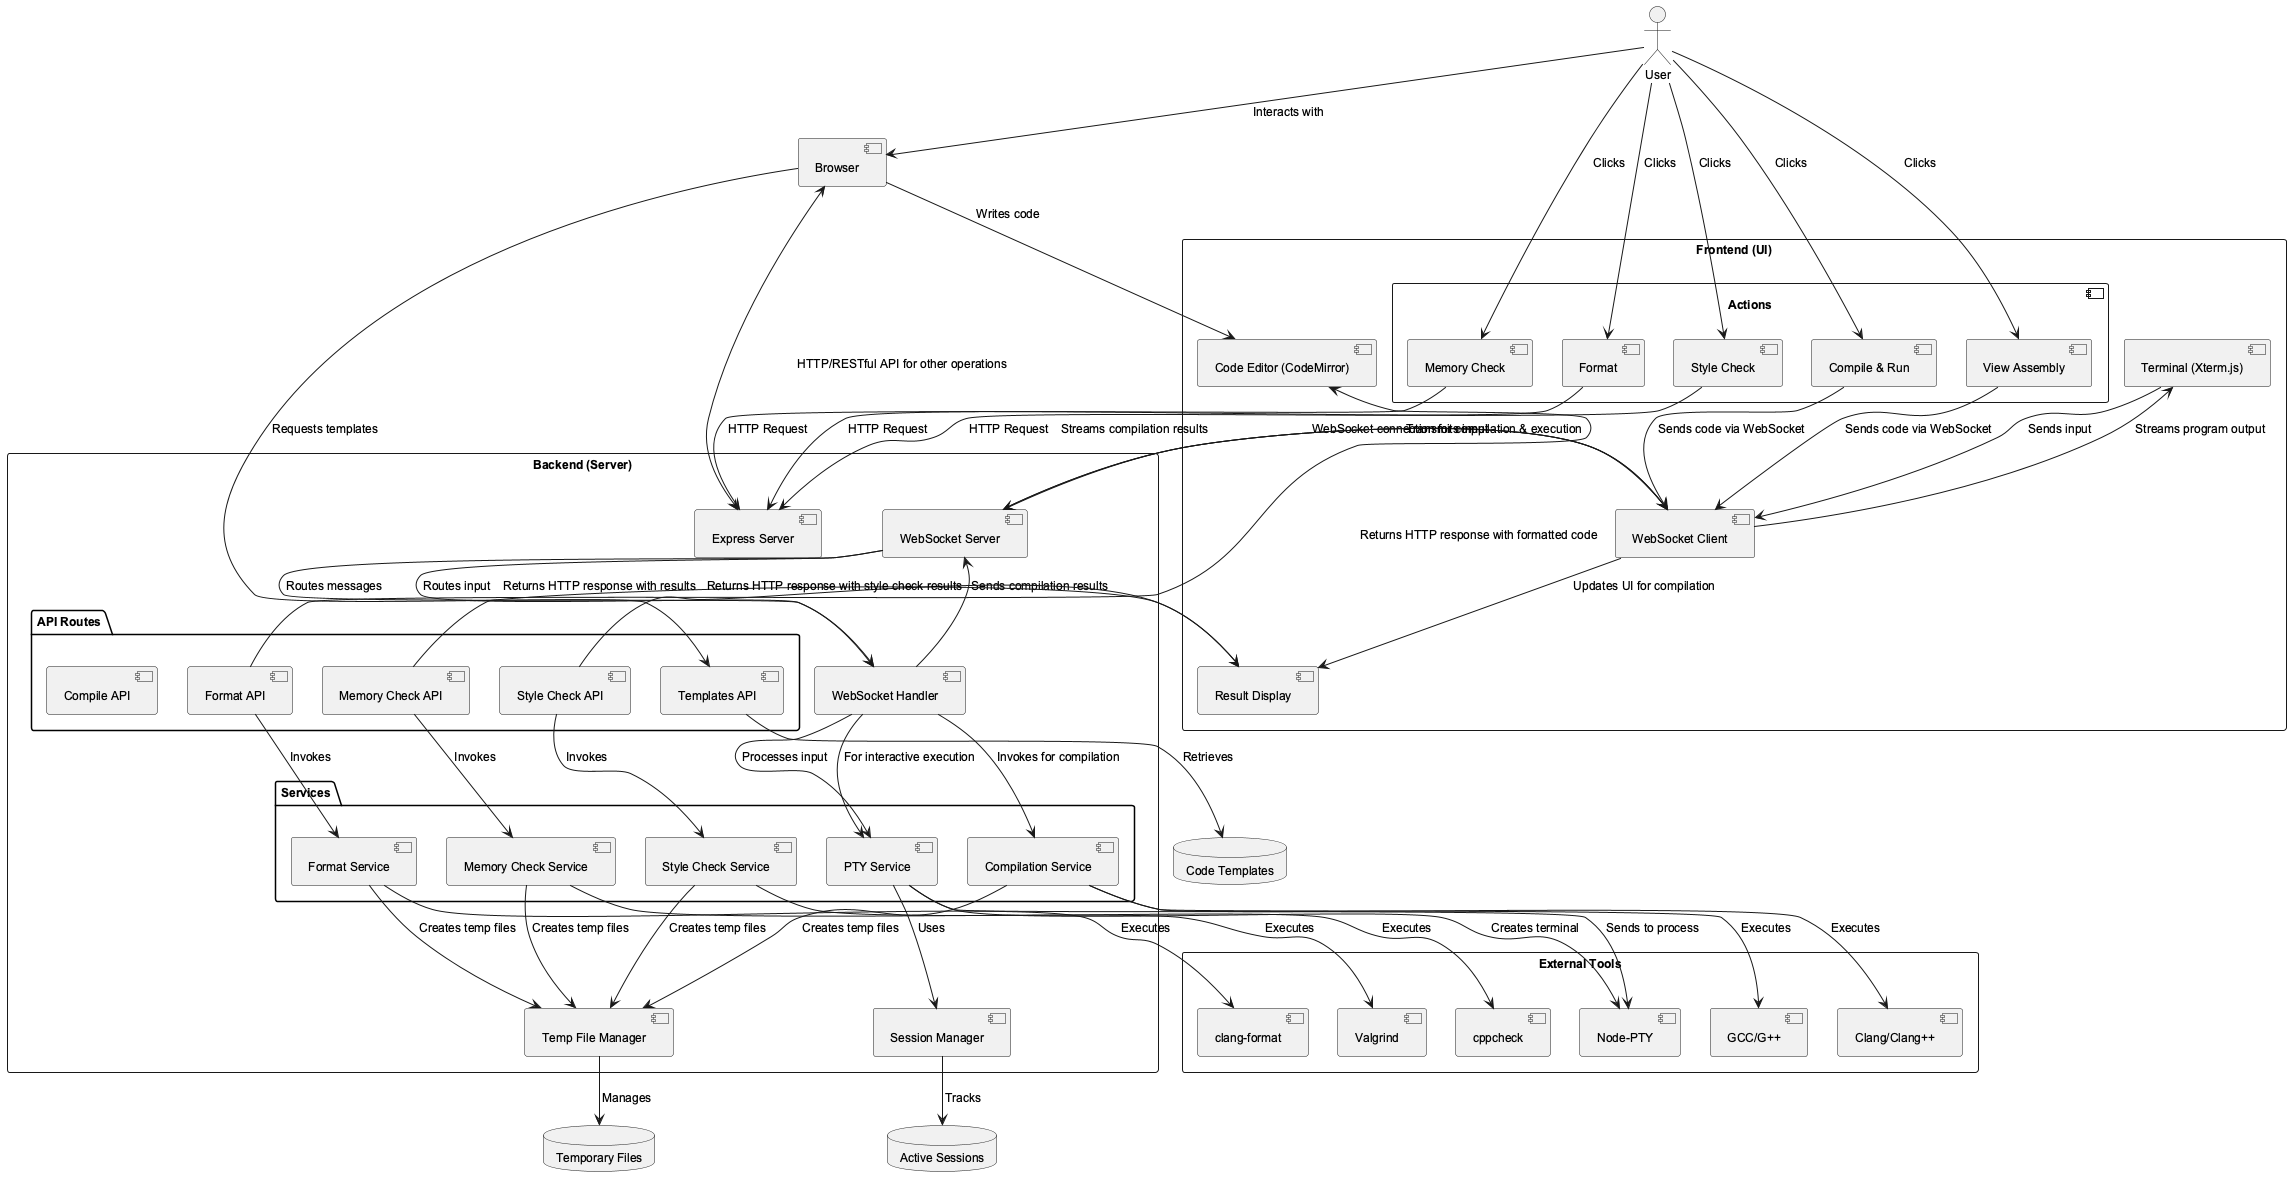 User
Interacts with
Browser
Clicks
Clicks
Clicks
Clicks
Clicks
Writes code
Frontend (UI)
Actions
Code Editor (CodeMirror)
Memory Check
Format
Style Check
Compile & Run
View Assembly
Terminal (Xterm.js)
HTTP/RESTful API for other operations
Requests templates
HTTP Request
HTTP Request
HTTP Request
Streams compilation results
WebSocket connection for compilation & execution
Transmits input
Sends code via WebSocket
Sends code via WebSocket
Sends input
Streams program output
Backend (Server)
Express Server
WebSocket Server
Returns HTTP response with formatted code
WebSocket Client
Routes messages
Routes input
Returns HTTP response with results
Returns HTTP response with style check results
Sends compilation results
Updates UI for compilation
API Routes
Compile API
Format API
Memory Check API
Style Check API
Templates API
WebSocket Handler
Result Display
Invokes
Invokes
Invokes
Processes input
For interactive execution
Invokes for compilation
Retrieves
Services
Format Service
Memory Check Service
Style Check Service
PTY Service
Compilation Service
Code Templates
Creates temp files
Creates temp files
Creates temp files
Creates temp files
Uses
Executes
Executes
Executes
Creates terminal
Sends to process
Executes
Executes
External Tools
Temp File Manager
Session Manager
clang-format
Valgrind
cppcheck
Node-PTY
GCC/G++
Clang/Clang++
Manages
Tracks
Temporary Files
Active Sessions